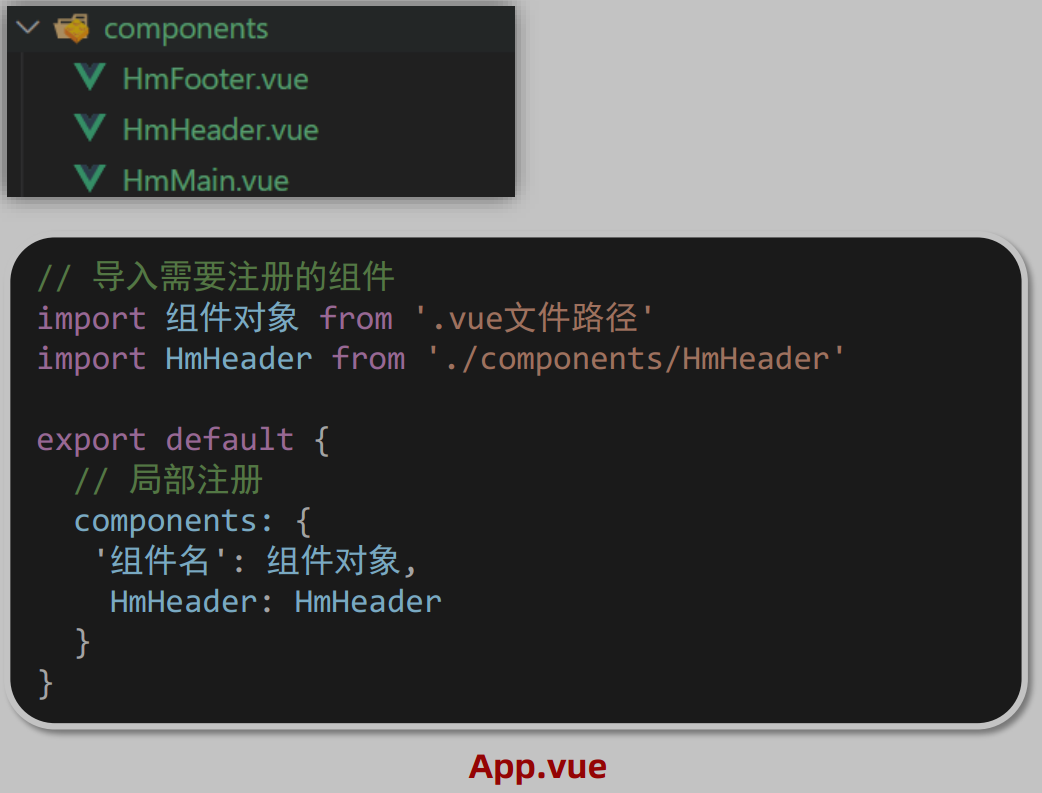 components
HmFooter.vue
HmHeader.vue
HmMain.vue
// 导入需要注册的组件
import 组件对象 from '.vue文件路径'
import HmHeader from './components/HmHeader'
export default {
// 局部注册
components: {
'组件名': 组件对象,
HmHeader: HmHeader
}
}
App.vue